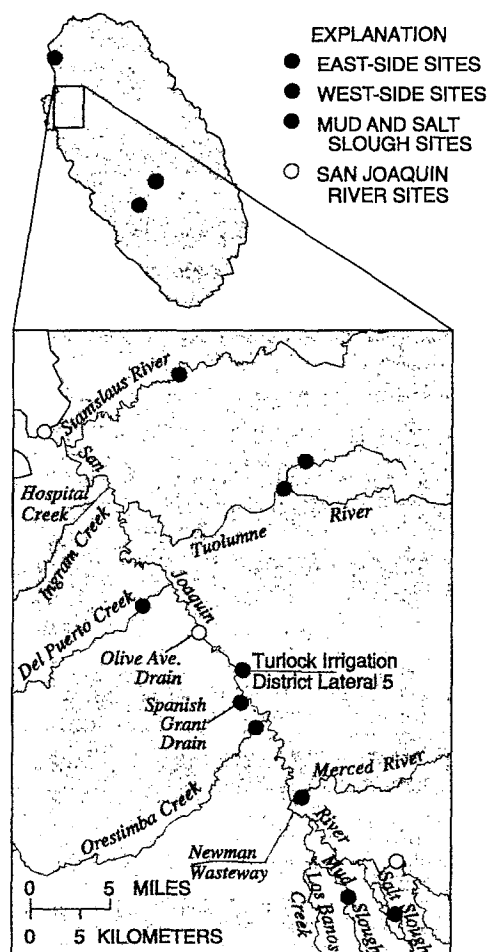 EXPLANATION
EAST-SIDE SITES
WEST-SIDE SITES
MUD AND SALT
SLOUGH SITES
SAN JOAQUIN
RIVER SITES
Stanislaus River
San
Hospital
Creek
Ingram Creek
Tuolumne
River
Joaquin
Del Puerto Creek
Olive Ave.
Drain
Turlock Irrigation
District Lateral 5
Spanish
Grant
Drain
Merced River
Orestimba Creek
River
Newman
Wasteway
Mud
Slough
Salt Slough
Los Banos
Creek
0 5 MILES
0 5 KILOMETERS